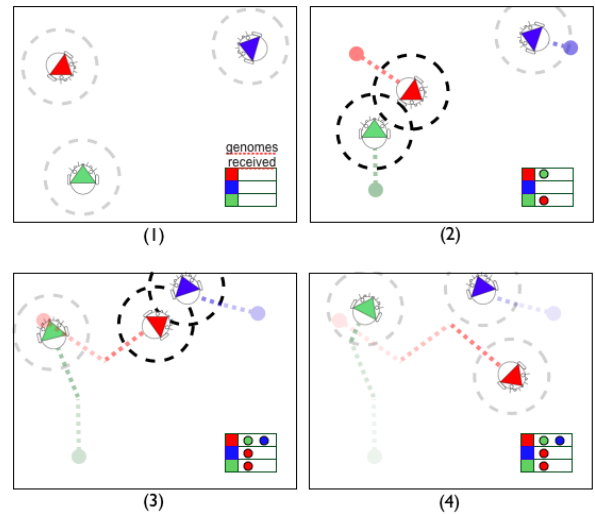 genomes
received
(1)
(2)
(3)
(4)